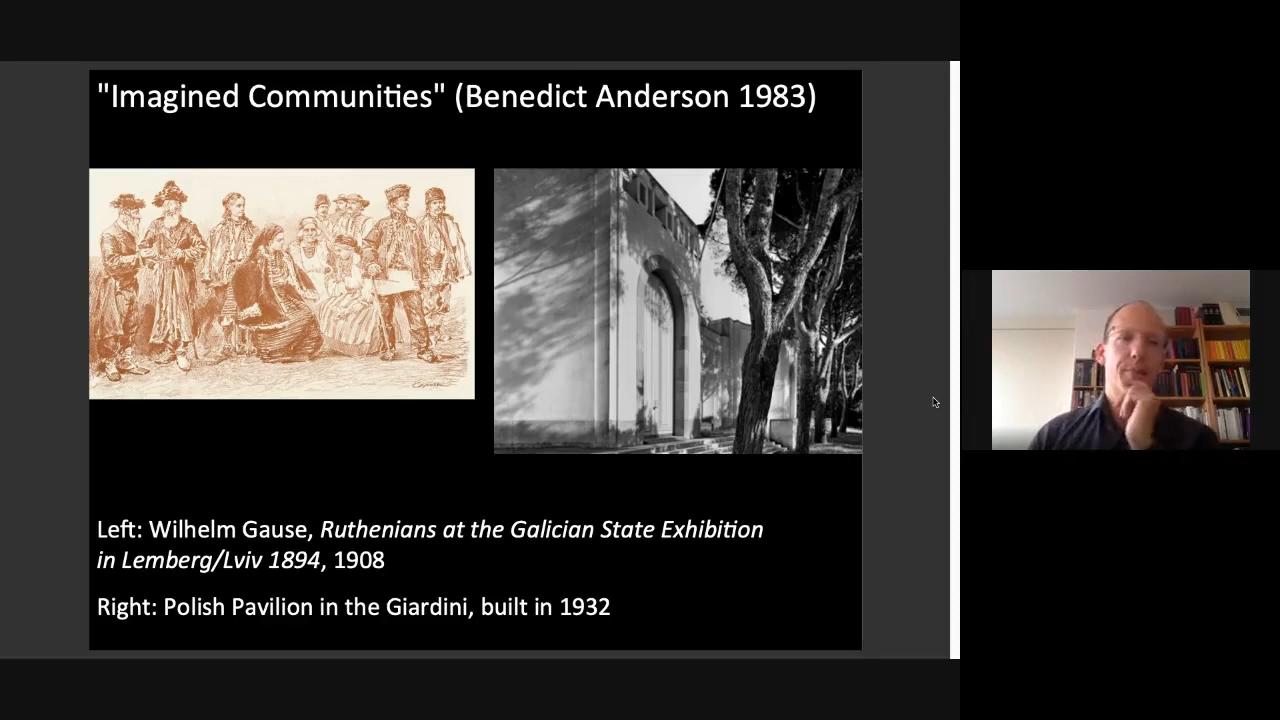 "Imagined Communities" (Benedict Anderson 1983)
Left: Wilhelm Gause, Ruthenians at the Galician State Exhibition
in Lemberg/Lviv 1894, 1908
Right: Polish Pavilion in the Giardini, built in 1932